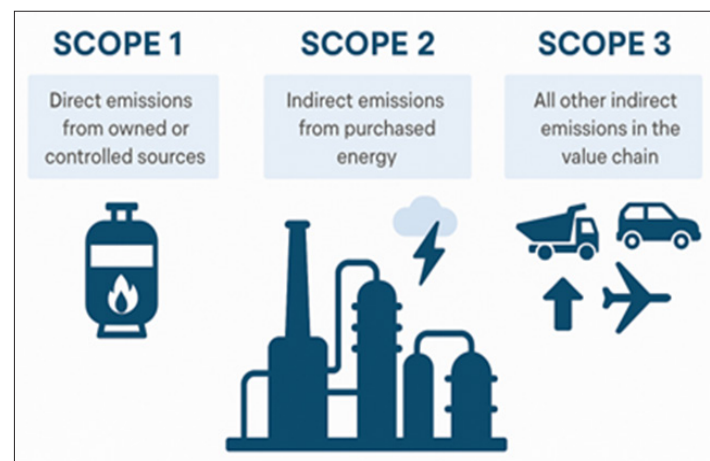 SCOPE 1
Direct emissions
from owned or
controlled sources
SCOPE 2
Indirect emissions
from purchased
energy
SCOPE 3
All other indirect
emissions in the
value chain